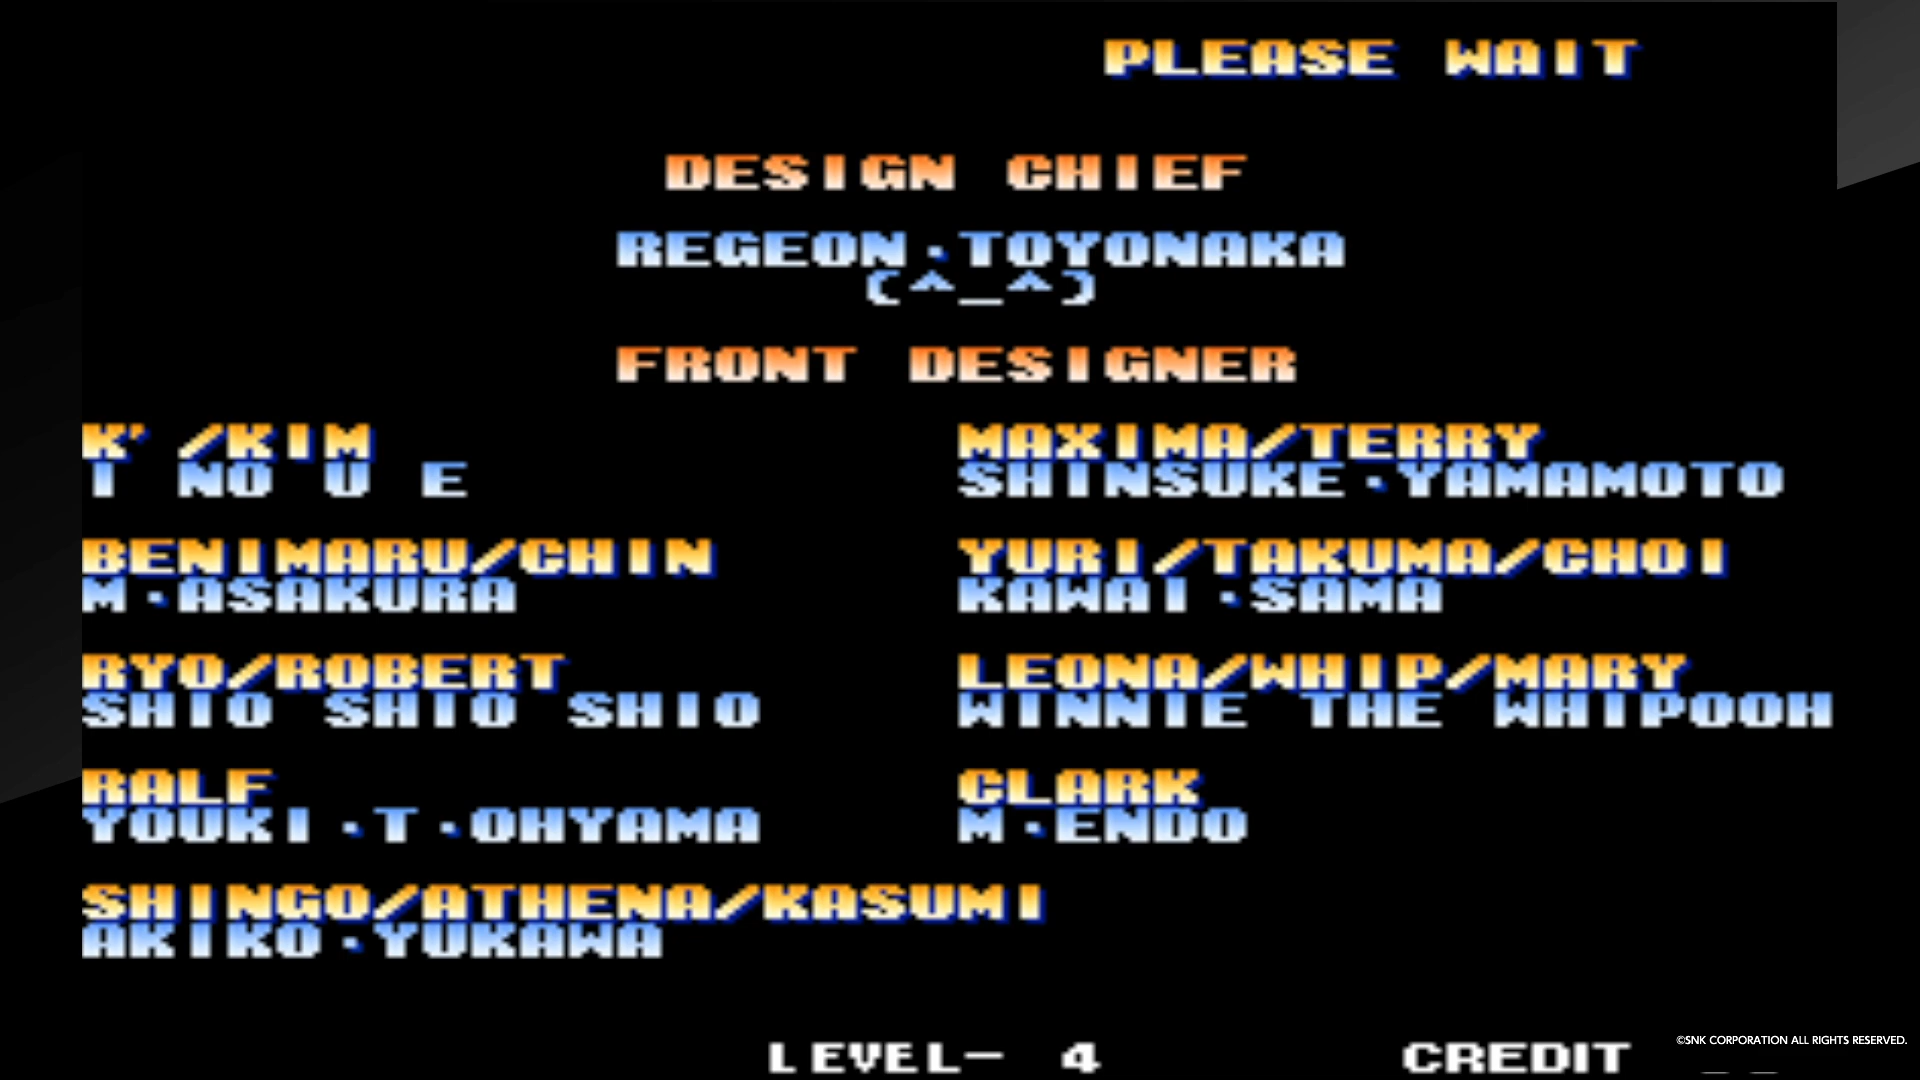 PLEASE WAIT
DESIGN CHIEF
REGEON·TOYONAKA
(^_^)
FRONT DESIGNER
K'/KIM
I NO U E
MAXIMA/TERRY
SHINSUKE·YAMAMOTO
BENIMARU/CHIN
M·ASAKURA
YURI/TAKUMA/CHOI
KAWAI·SAMA
RYO/ROBERT
SHIO SHIO SHIO
LEONA/WHIP/MARY
WINNIE THE WHIPOOH
RALF
YOUKI·T·OHYAMA
CLARK
M·ENDO
SHINGO/ATHENA/KASUMI
AKIKO·YUKAWA
LEVEL- 4
CREDIT
©SNK CORPORATION ALL RIGHTS RESERVED.